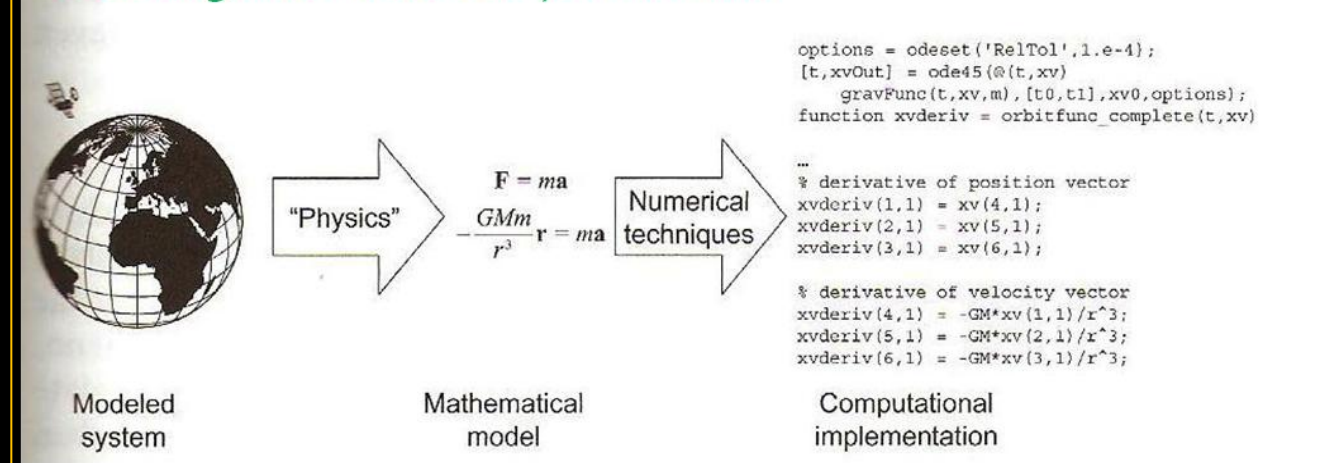 options = odeset('RelTol',1.e-4);
[t,xvOut] = ode45(@(t,xv)
gravFunc(t,xv,m),[t0,t1],xv0,options);
function xvderiv = orbitfunc_complete(t,xv)
…
% derivative of position vector
xvderiv(1,1) = xv(4,1);
xvderiv(2,1) = xv(5,1);
xvderiv(3,1) = xv(6,1);
% derivative of velocity vector
xvderiv(4,1) = -GM*xv(1,1)/r^3;
xvderiv(5,1) = -GM*xv(2,1)/r^3;
xvderiv(6,1) = -GM*xv(3,1)/r^3;
"Physics"
F = ma
-GMm/r³ r = ma
Numerical
techniques
Modeled
system
Mathematical
model
Computational
implementation